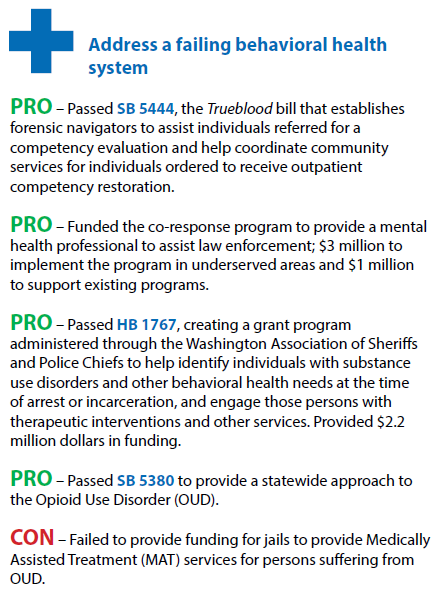 Address a failing behavioral health
system
PRO – Passed SB 5444, the Trueblood bill that establishes
forensic navigators to assist individuals referred for a
competency evaluation and help coordinate community
services for individuals ordered to receive outpatient
competency restoration.
PRO – Funded the co-response program to provide a mental
health professional to assist law enforcement; $3 million to
implement the program in underserved areas and $1 million
to support existing programs.
PRO – Passed HB 1767, creating a grant program
administered through the Washington Association of Sheriffs
and Police Chiefs to help identify individuals with substance
use disorders and other behavioral health needs at the time
of arrest or incarceration, and engage those persons with
therapeutic interventions and other services. Provided $2.2
million dollars in funding.
PRO – Passed SB 5380 to provide a statewide approach to
the Opioid Use Disorder (OUD).
CON – Failed to provide funding for jails to provide Medically
Assisted Treatment (MAT) services for persons suffering from
OUD.